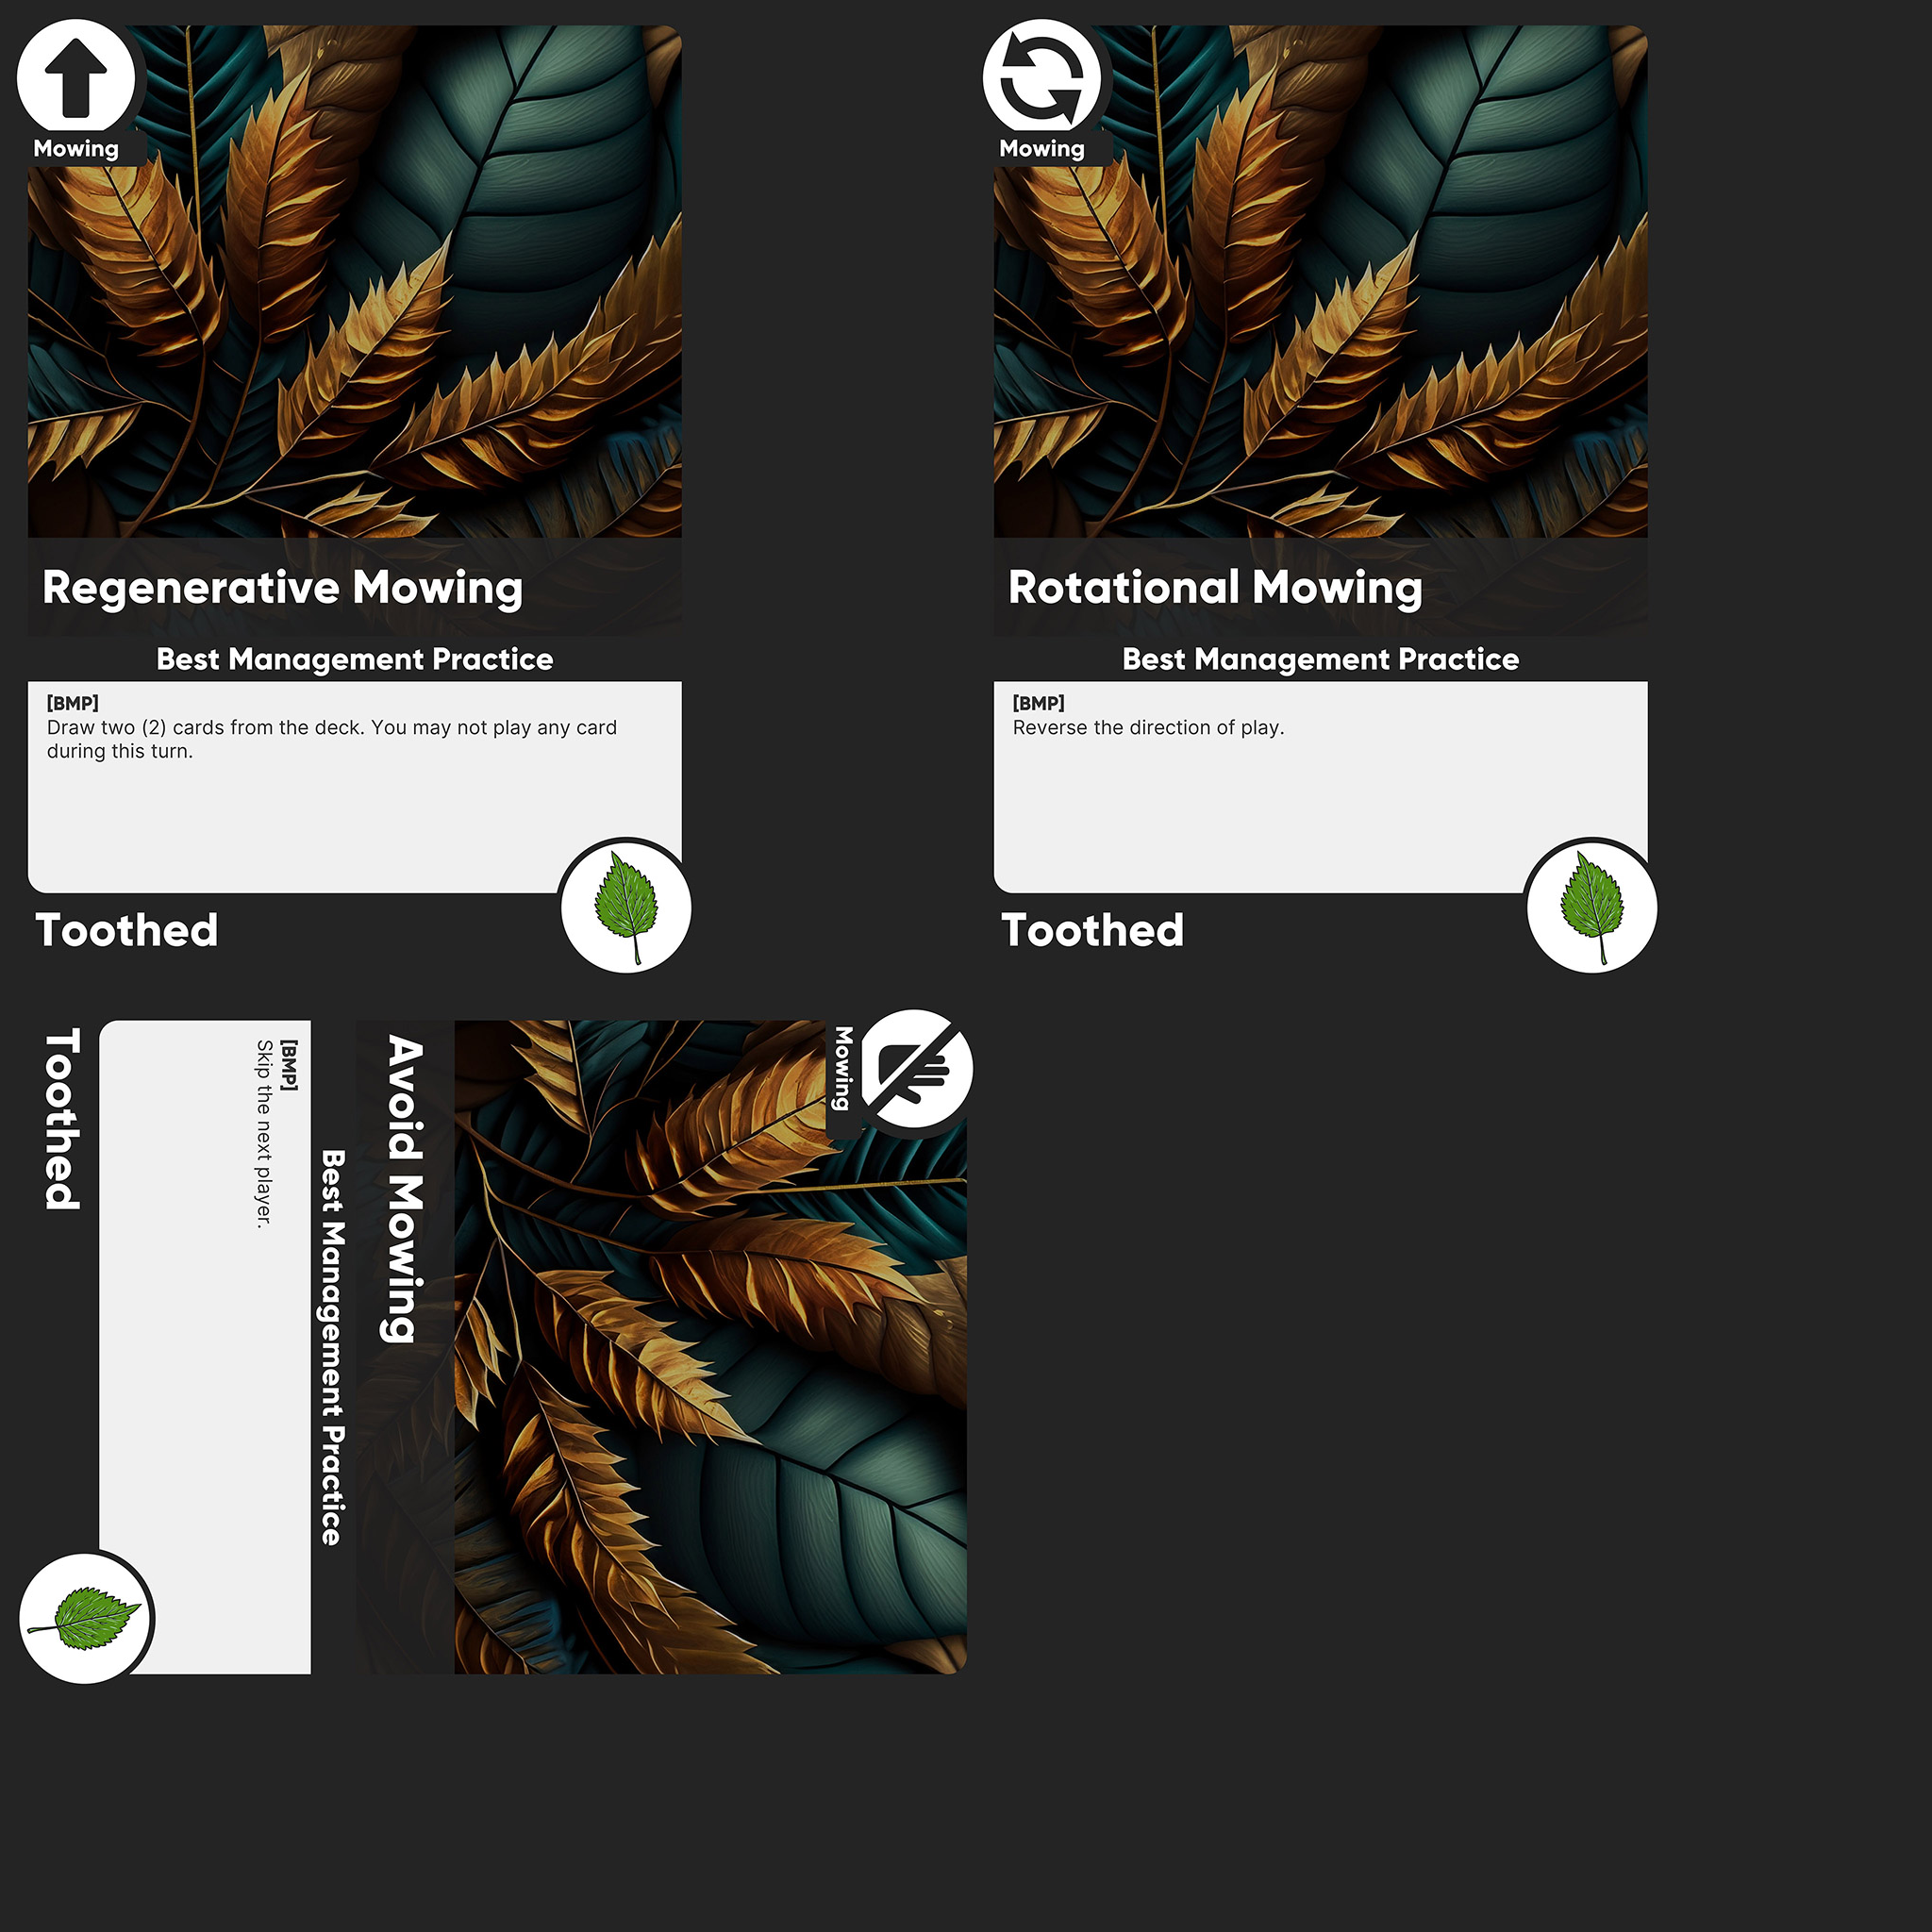 Mowing
Regenerative Mowing
Best Management Practice
[BMP]
Draw two (2) cards from the deck. You may not play any card
during this turn.
Toothed
Mowing
Rotational Mowing
Best Management Practice
[BMP]
Reverse the direction of play.
Toothed
Mowing
Avoid Mowing
Best Management Practice
[BMP]
Skip the next player.
Toothed